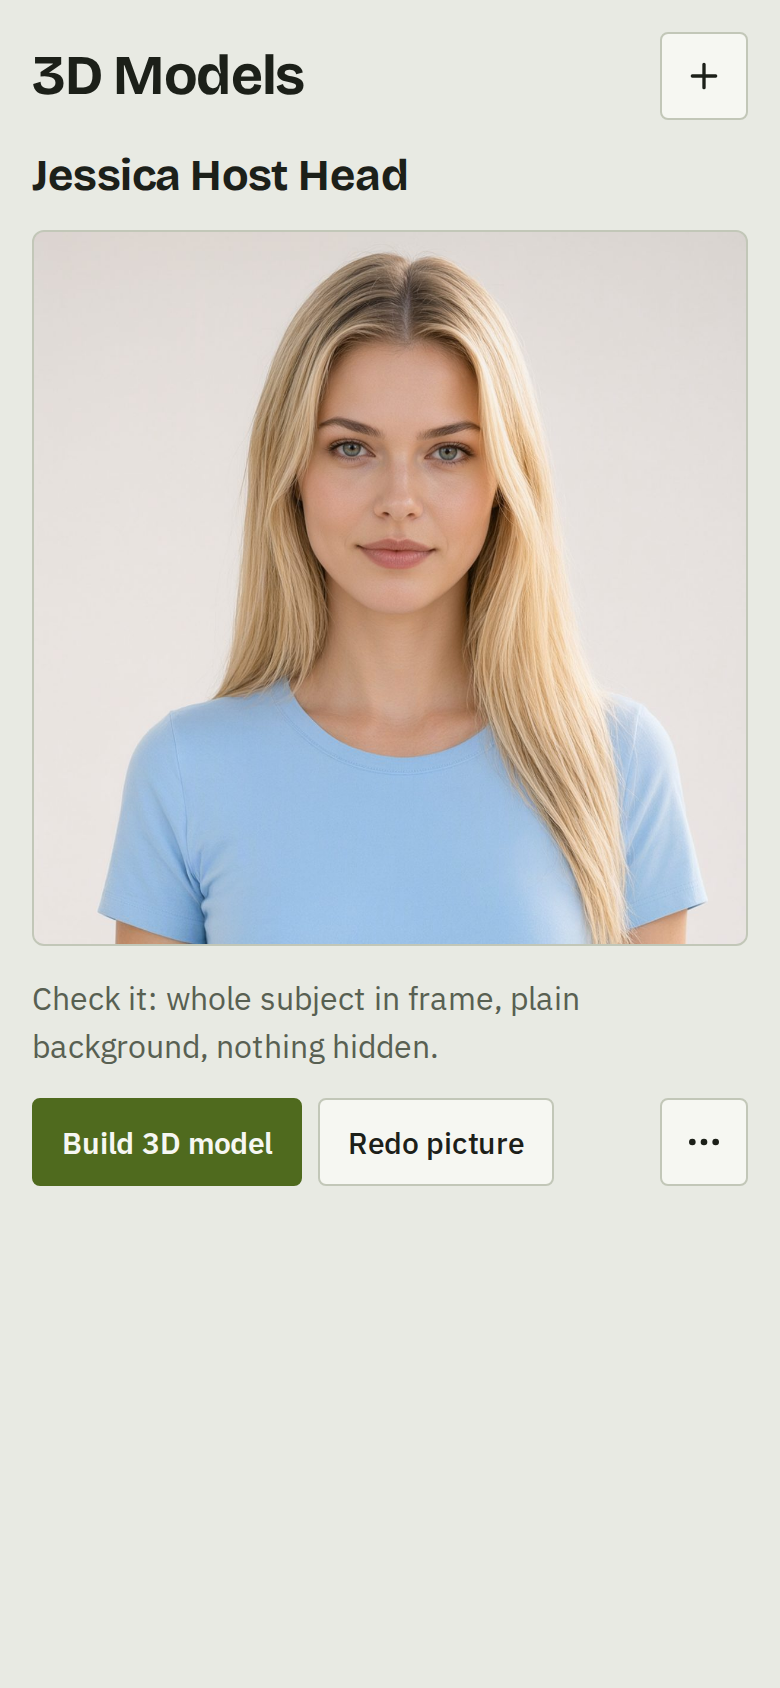 3D Models
Jessica Host Head
Check it: whole subject in frame, plain
background, nothing hidden.
Build 3D model
Redo picture